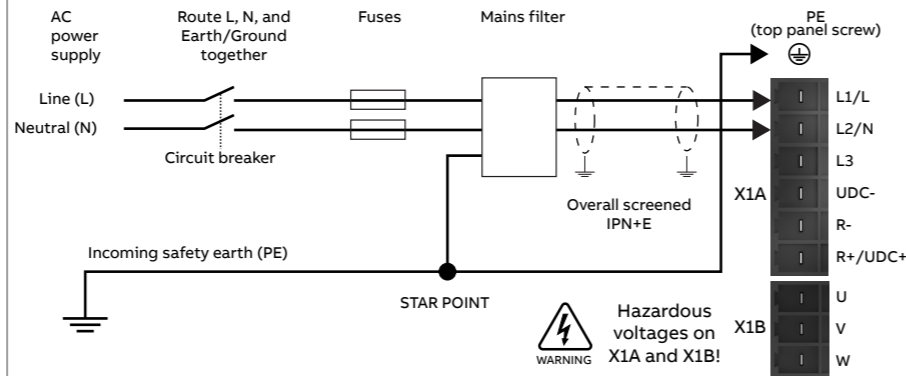 AC
power
supply
Route L, N, and
Earth/Ground
together
Fuses
Mains filter
PE
(top panel screw)
Line (L)
Neutral (N)
Circuit breaker
Overall screened
IPN+E
Incoming safety earth (PE)
STAR POINT
WARNING
Hazardous
voltages on
X1A and X1B!
X1A
L1/L
L2/N
L3
UDC-
R-
R+/UDC+
X1B
U
V
W